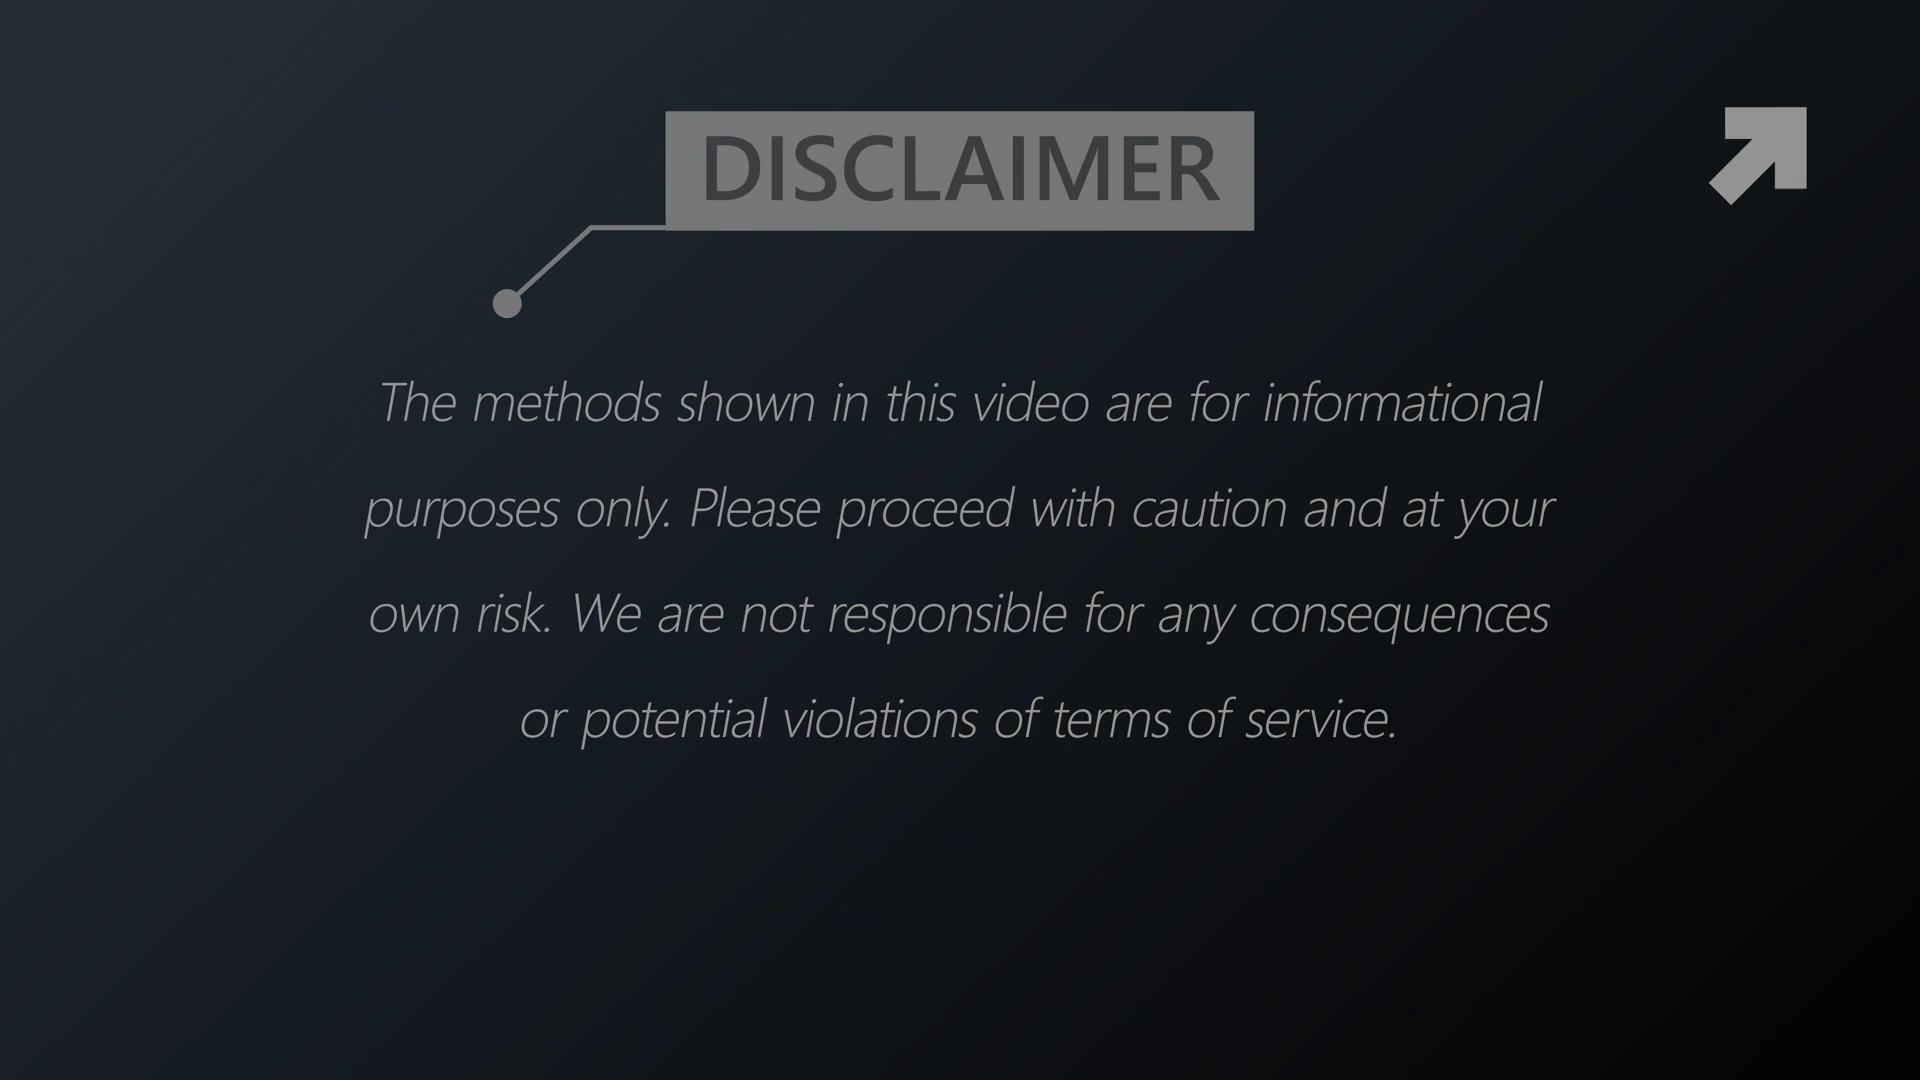 DISCLAIMER
The methods shown in this video are for informational
purposes only. Please proceed with caution and at your
own risk. We are not responsible for any consequences
or potential violations of terms of service.